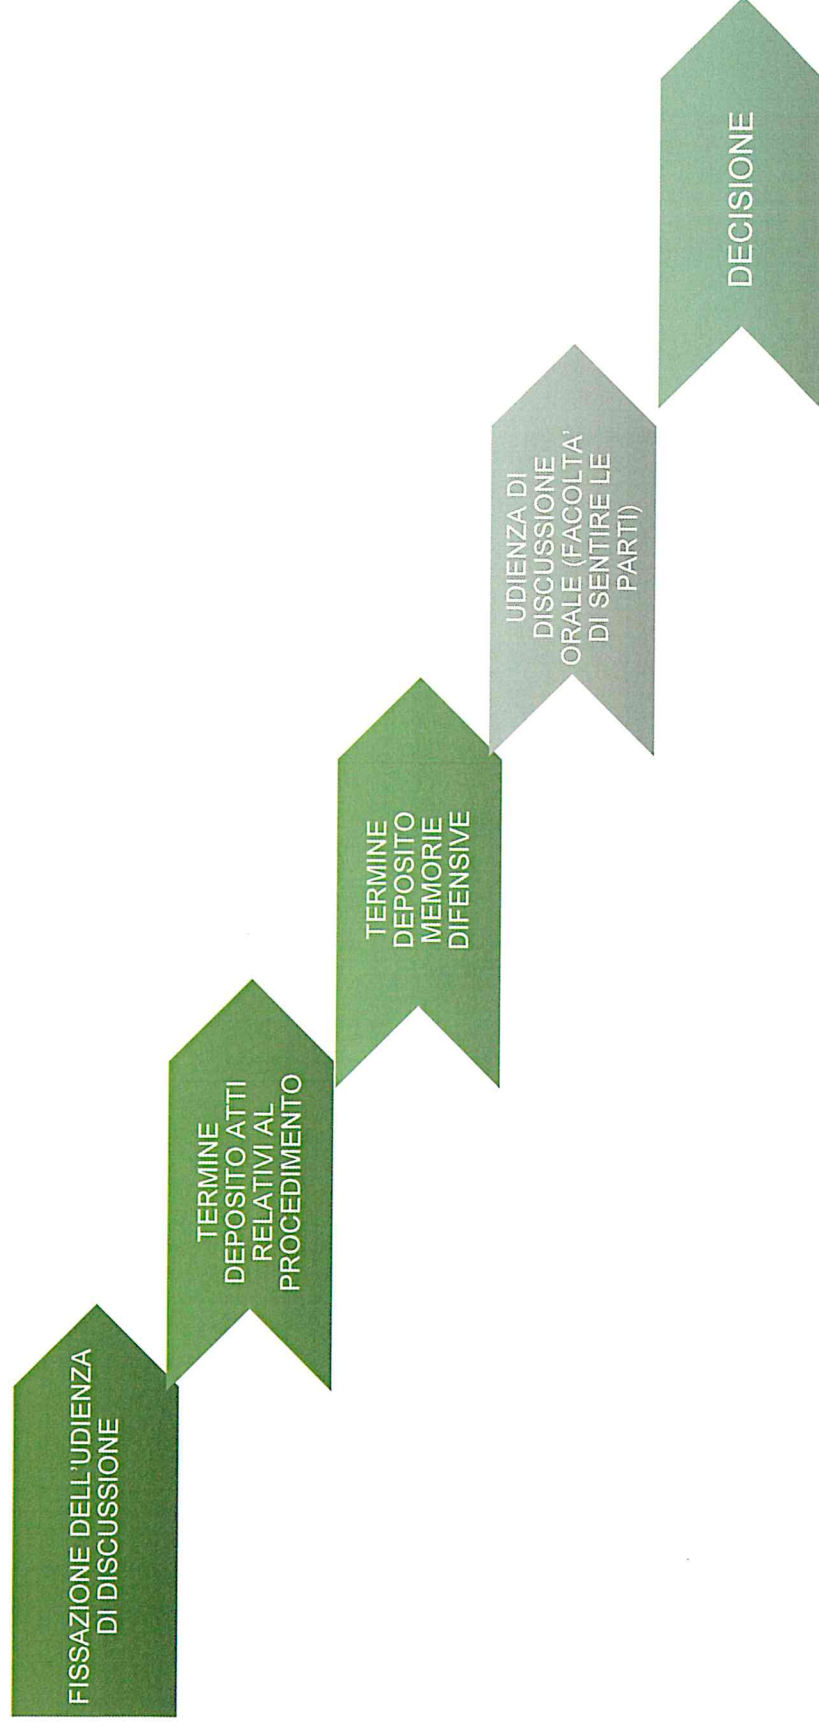 FISSAZIONE DELL'UDIENZA
DI DISCUSSIONE
TERMINE
DEPOSITO ATTI
RELATIVI AL
PROCEDIMENTO
TERMINE
DEPOSITO
MEMORIE
DIFENSIVE
UDIENZA DI
DISCUSSIONE
ORALE (FACOLTA'
DI SENTIRE LE
PARTI)
DECISIONE